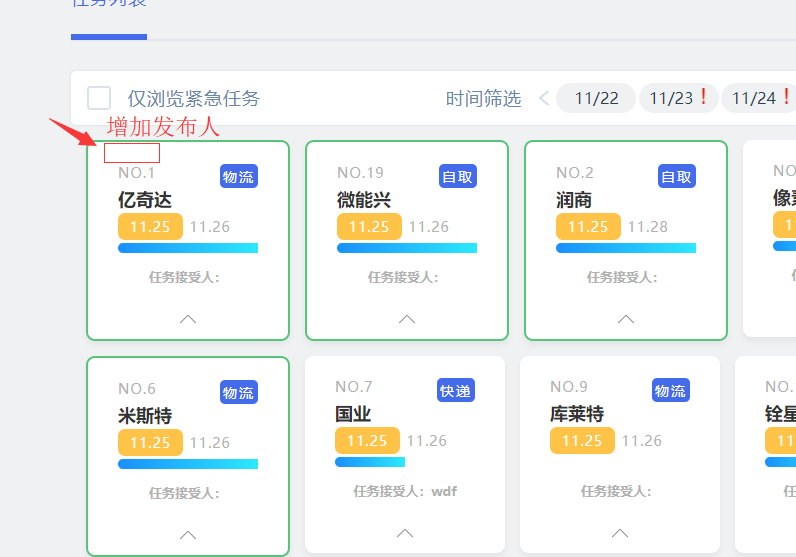 任务列表
仅浏览紧急任务 时间筛选 11/22 11/23 ! 11/24 !
增加发布人
NO.1 物流
亿奇达
11.25 11.26
任务接受人:
NO.19 自取
微能兴
11.25 11.26
任务接受人:
NO.2 自取
润商
11.25 11.28
任务接受人:
NO.6 物流
米斯特
11.25 11.26
任务接受人:
NO.7 快递
国业
11.25 11.26
任务接受人: wdf
NO.9 物流
库莱特
11.25 11.26
任务接受人: